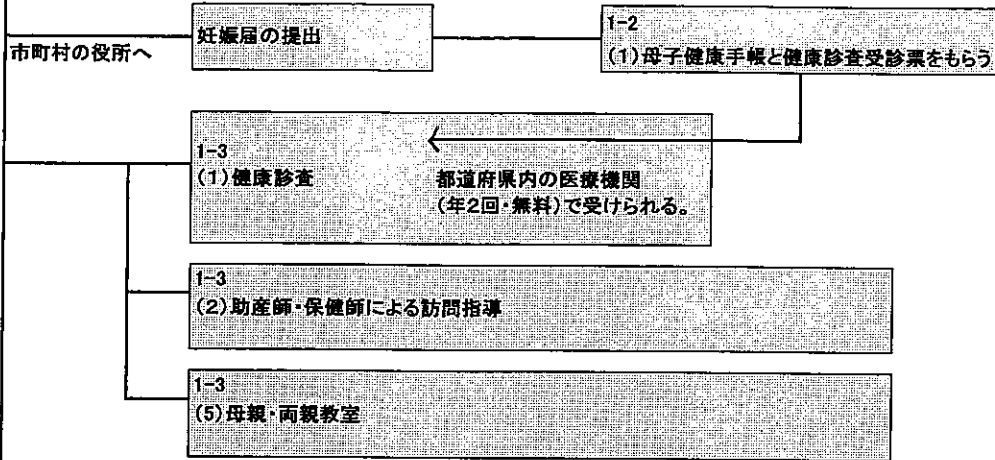 市町村の役所へ
妊娠届の提出
1-2
(1)母子健康手帳と健康診査受診票をもらう
1-3
(1)健康診査
都道府県内の医療機関
(年2回・無料)で受けられる。
1-3
(2)助産師・保健師による訪問指導
1-3
(5)母親・両親教室